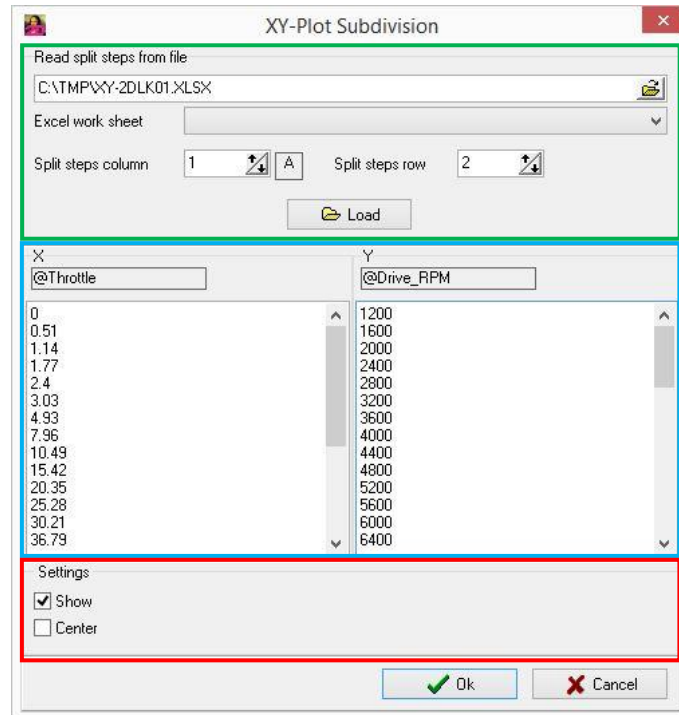 XY-Plot Subdivision
Read split steps from file
C:\TMP\XY-2DLK01.XLSX
Excel work sheet
Split steps column 1 A Split steps row 2
Load
X Y
@Throttle @Drive_RPM
0 1200
0.51 1600
1.14 2000
1.77 2400
2.4 2800
3.03 3200
4.93 3600
7.96 4000
10.49 4400
15.42 4800
20.35 5200
25.28 5600
30.21 6000
36.79 6400
Settings
Show
Center
Ok Cancel